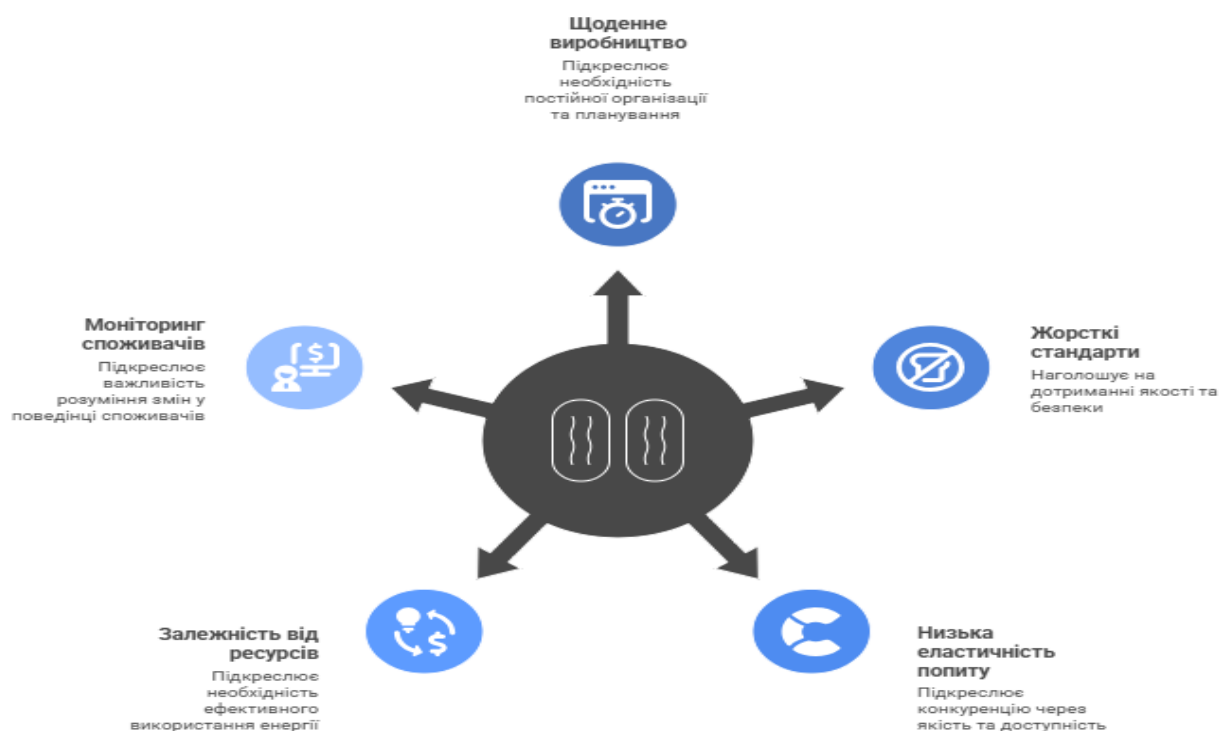 Щоденне
виробництво
Підкреслює
необхідність
постійної організації
та планування
Моніторинг
споживачів
Підкреслює
важливість
розуміння змін у
поведінці споживачів
Жорсткі
стандарти
Наголошує на
дотриманні якості та
безпеки
Залежність від
ресурсів
Підкреслює
необхідність
ефективного
використання енергії
Низька
еластичність
попиту
Підкреслює
конкуренцію через
якість та доступність